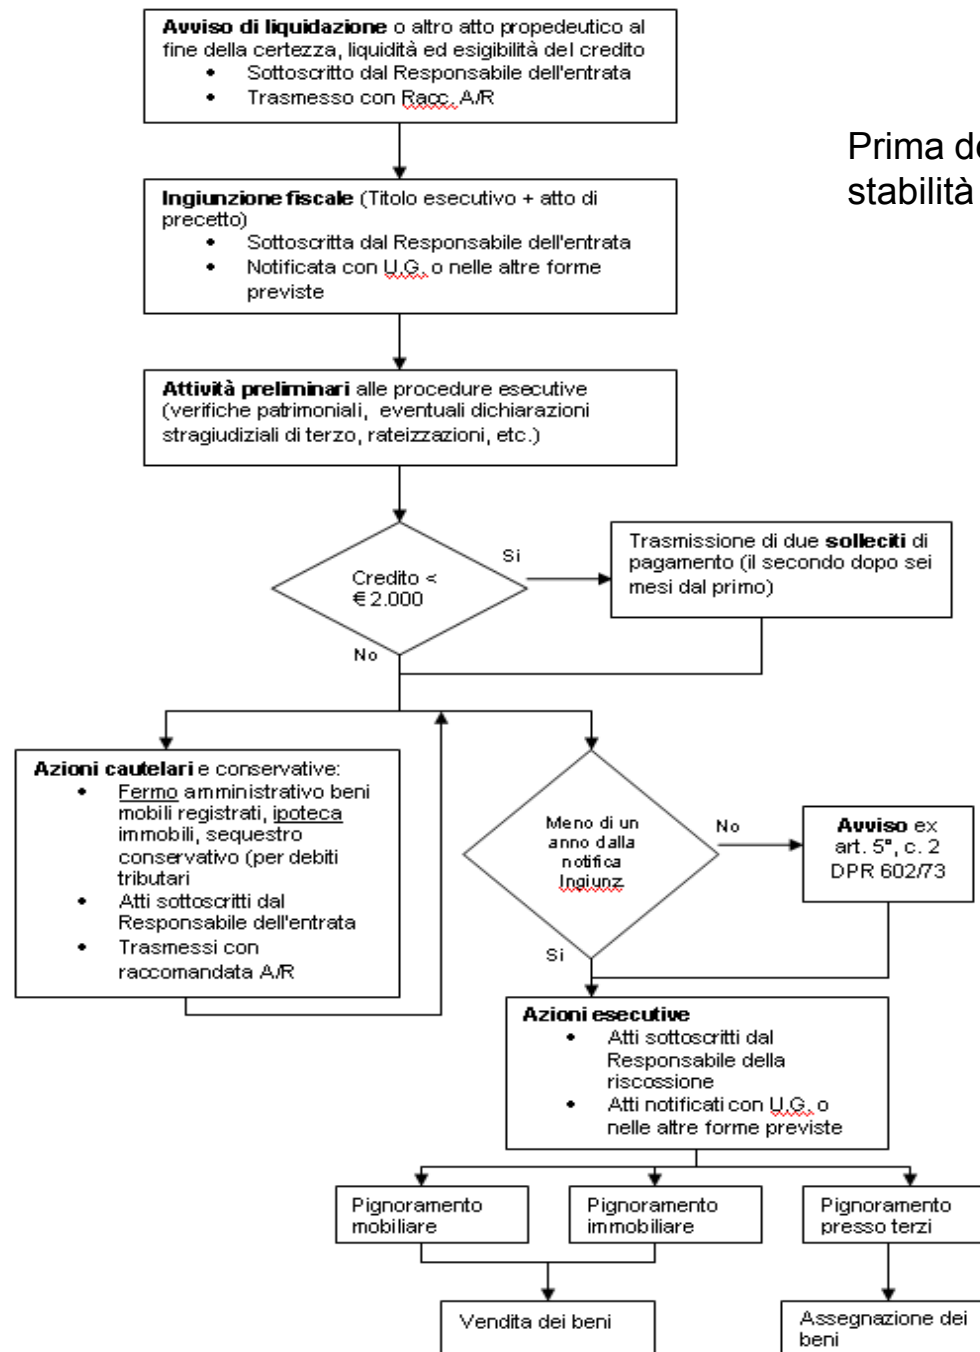 Avviso di liquidazione o altro atto propedeutico al
fine della certezza, liquidità ed esigibilità del credito
• Sottoscritto dal Responsabile dell'entrata
• Trasmesso con Racc. A/R
Prima de
stabilità
Ingiunzione fiscale (Titolo esecutivo + atto di
precetto)
• Sottoscritta dal Responsabile dell'entrata
• Notificata con U.G. o nelle altre forme
previste
Attività preliminari alle procedure esecutive
(verifiche patrimoniali, eventuali dichiarazioni
stragiudiziali di terzo, rateizzazioni, etc.)
Credito <
€ 2.000
Si
Trasmissione di due solleciti di
pagamento (il secondo dopo sei
mesi dal primo)
No
Azioni cautelari e conservative:
• Fermo amministrativo beni
mobili registrati, ipoteca
immobili, sequestro
conservativo (per debiti
tributari
• Atti sottoscritti dal
Responsabile dell'entrata
• Trasmessi con
raccomandata A/R
Meno di un
anno dalla
notifica
Ingiunz.
No
Avviso ex
art. 5°, c. 2
DPR 602/73
Si
Azioni esecutive
• Atti sottoscritti dal
Responsabile della
riscossione
• Atti notificati con U.G. o
nelle altre forme previste
Pignoramento
mobiliare
Pignoramento
immobiliare
Pignoramento
presso terzi
Vendita dei beni
Assegnazione dei
beni